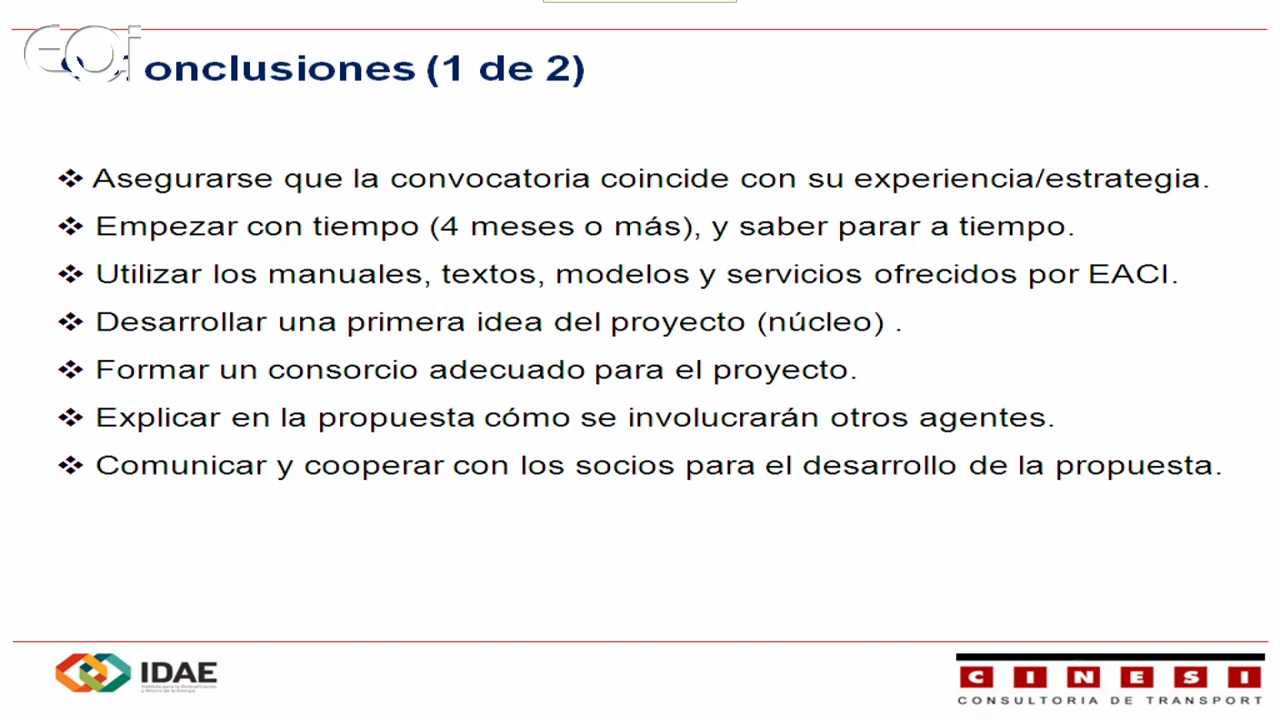 eoi
onclusiones (1 de 2)
❖ Asegurarse que la convocatoria coincide con su experiencia/estrategia.
❖ Empezar con tiempo (4 meses o más), y saber parar a tiempo.
❖ Utilizar los manuales, textos, modelos y servicios ofrecidos por EACI.
❖ Desarrollar una primera idea del proyecto (núcleo) .
❖ Formar un consorcio adecuado para el proyecto.
❖ Explicar en la propuesta cómo se involucrarán otros agentes.
❖ Comunicar y cooperar con los socios para el desarrollo de la propuesta.
IDAE
Instituto para la Diversificación
y Ahorro de la Energía
CINESI
CONSULTORIA DE TRANSPORT